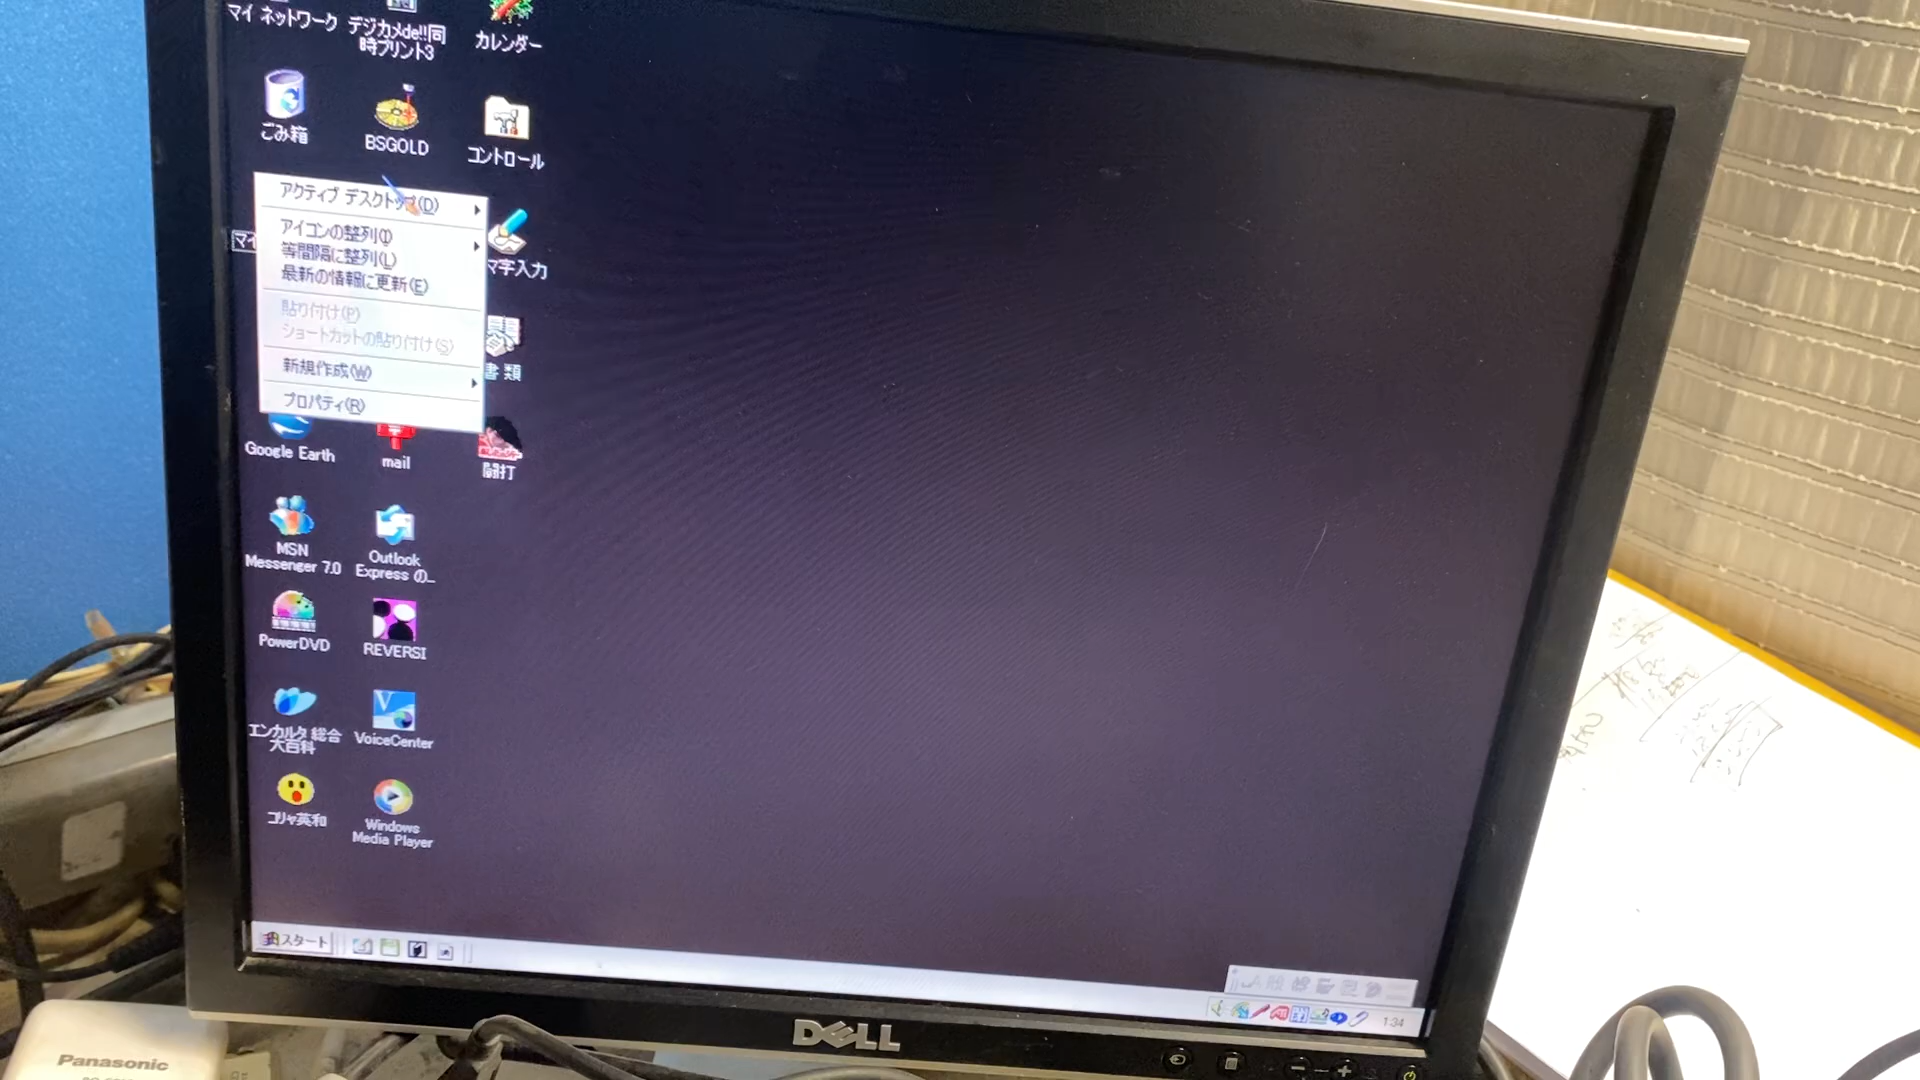 マイ ネットワーク
デジカメde!!同
時プリント3
カレンダー
ごみ箱
BSGOLD
コントロール
アクティブ デスクトップ(D)
アイコンの整列(I)
等間隔に整列(L)
最新の情報に更新(E)
貼り付け(P)
ショートカットの貼り付け(S)
新規作成(W)
プロパティ(R)
マイ
マ字入力
書 類
Google Earth
mail
闘打
MSN
Messenger 7.0
Outlook
Express の...
PowerDVD
REVERSI
エンカルタ 総合
大百科
VoiceCenter
コリャ英和
Windows
Media Player
スタート
1:34
DELL
Panasonic